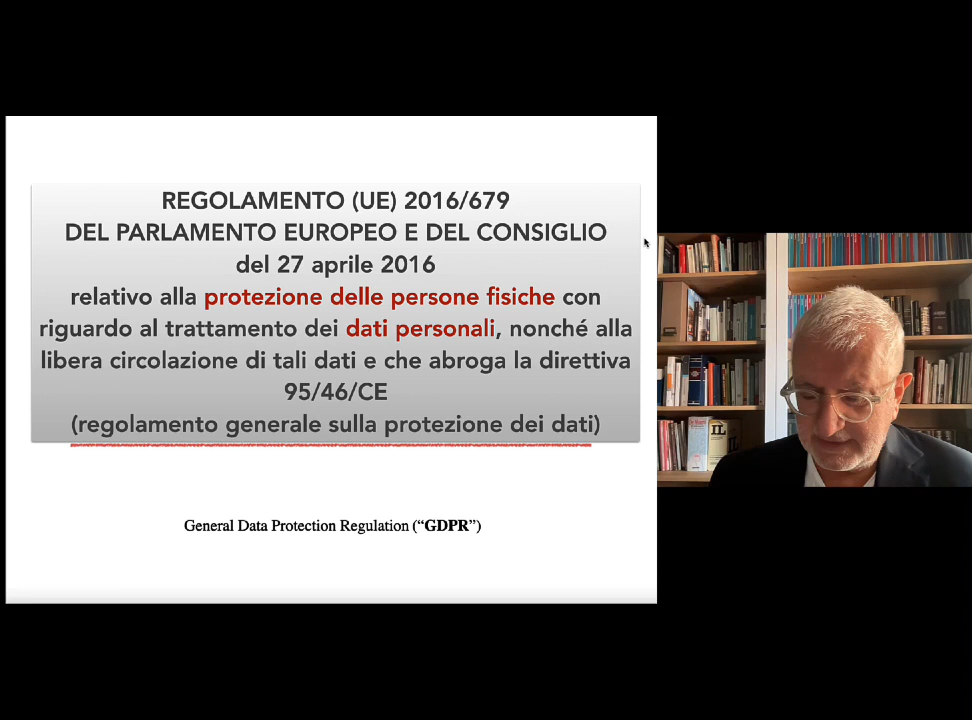 REGOLAMENTO (UE) 2016/679
DEL PARLAMENTO EUROPEO E DEL CONSIGLIO
del 27 aprile 2016
relativo alla protezione delle persone fisiche con
riguardo al trattamento dei dati personali, nonché alla
libera circolazione di tali dati e che abroga la direttiva
95/46/CE
(regolamento generale sulla protezione dei dati)
General Data Protection Regulation (“GDPR”)
IL